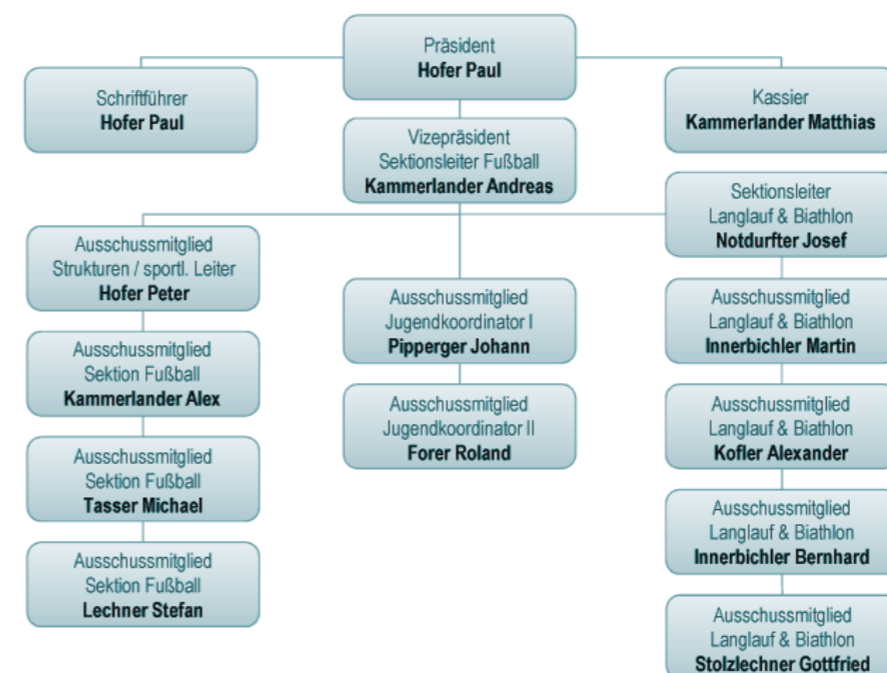 Präsident
Hofer Paul
Schriftführer
Hofer Paul
Kassier
Kammerlander Matthias
Vizepräsident
Sektionsleiter Fußball
Kammerlander Andreas
Sektionsleiter
Langlauf & Biathlon
Notdurfter Josef
Ausschussmitglied
Strukturen / sportl. Leiter
Hofer Peter
Ausschussmitglied
Jugendkoordinator I
Pipperger Johann
Ausschussmitglied
Langlauf & Biathlon
Innerbichler Martin
Ausschussmitglied
Sektion Fußball
Kammerlander Alex
Ausschussmitglied
Jugendkoordinator II
Forer Roland
Ausschussmitglied
Langlauf & Biathlon
Kofler Alexander
Ausschussmitglied
Sektion Fußball
Tasser Michael
Ausschussmitglied
Langlauf & Biathlon
Innerbichler Bernhard
Ausschussmitglied
Sektion Fußball
Lechner Stefan
Ausschussmitglied
Langlauf & Biathlon
Stolzlechner Gottfried